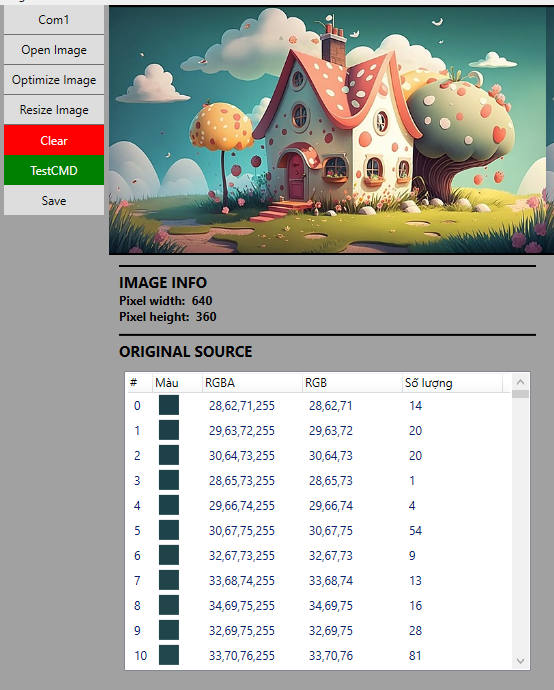 Com1
Open Image
Optimize Image
Resize Image
Clear
TestCMD
Save
IMAGE INFO
Pixel width: 640
Pixel height: 360
ORIGINAL SOURCE
# Màu RGBA RGB Số lượng
0 28,62,71,255 28,62,71 14
1 29,63,72,255 29,63,72 20
2 30,64,73,255 30,64,73 20
3 28,65,73,255 28,65,73 1
4 29,66,74,255 29,66,74 4
5 30,67,75,255 30,67,75 54
6 32,67,73,255 32,67,73 9
7 33,68,74,255 33,68,74 13
8 34,69,75,255 34,69,75 16
9 32,69,75,255 32,69,75 28
10 33,70,76,255 33,70,76 81